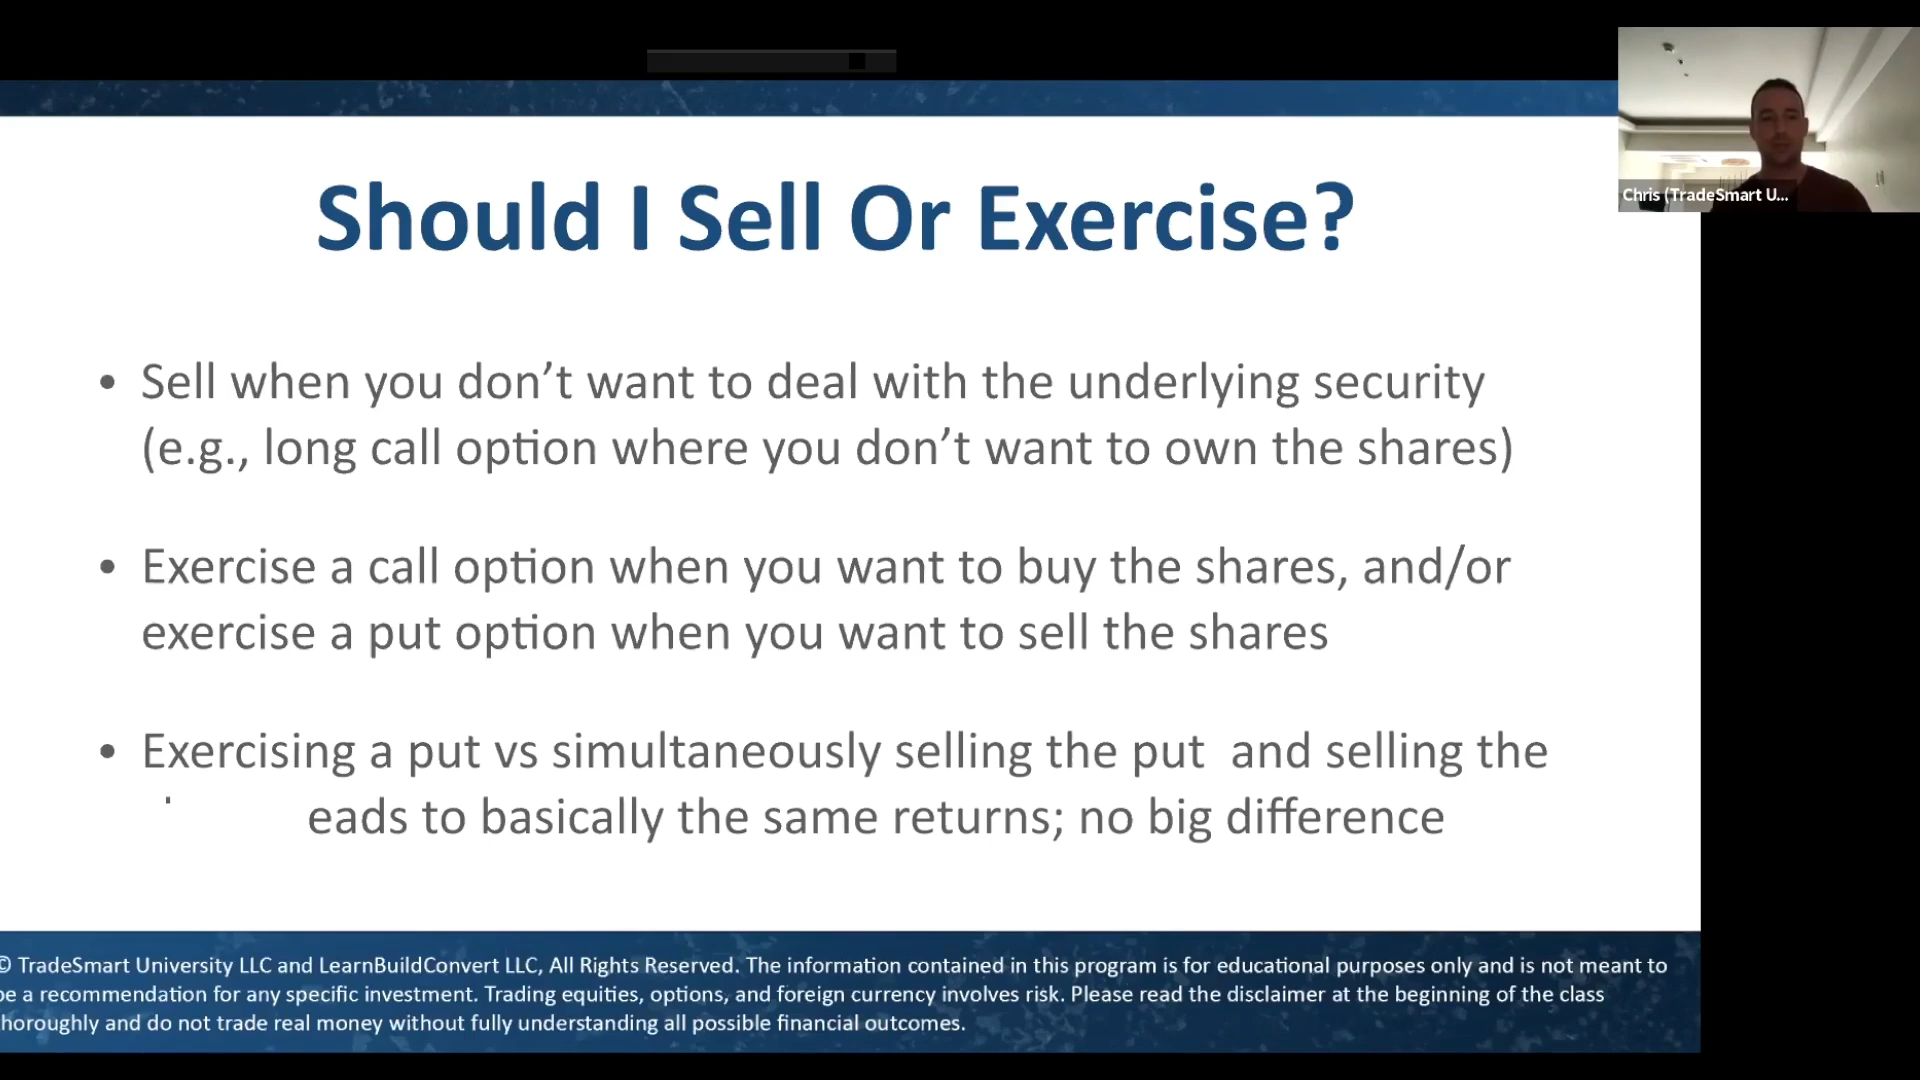 Chris (TradeSmart U...
Should I Sell Or Exercise?
• Sell when you don’t want to deal with the underlying security
(e.g., long call option where you don’t want to own the shares)
• Exercise a call option when you want to buy the shares, and/or
exercise a put option when you want to sell the shares
• Exercising a put vs simultaneously selling the put and selling the
eads to basically the same returns; no big difference
© TradeSmart University LLC and LearnBuildConvert LLC, All Rights Reserved. The information contained in this program is for educational purposes only and is not meant to
be a recommendation for any specific investment. Trading equities, options, and foreign currency involves risk. Please read the disclaimer at the beginning of the class
horoughly and do not trade real money without fully understanding all possible financial outcomes.